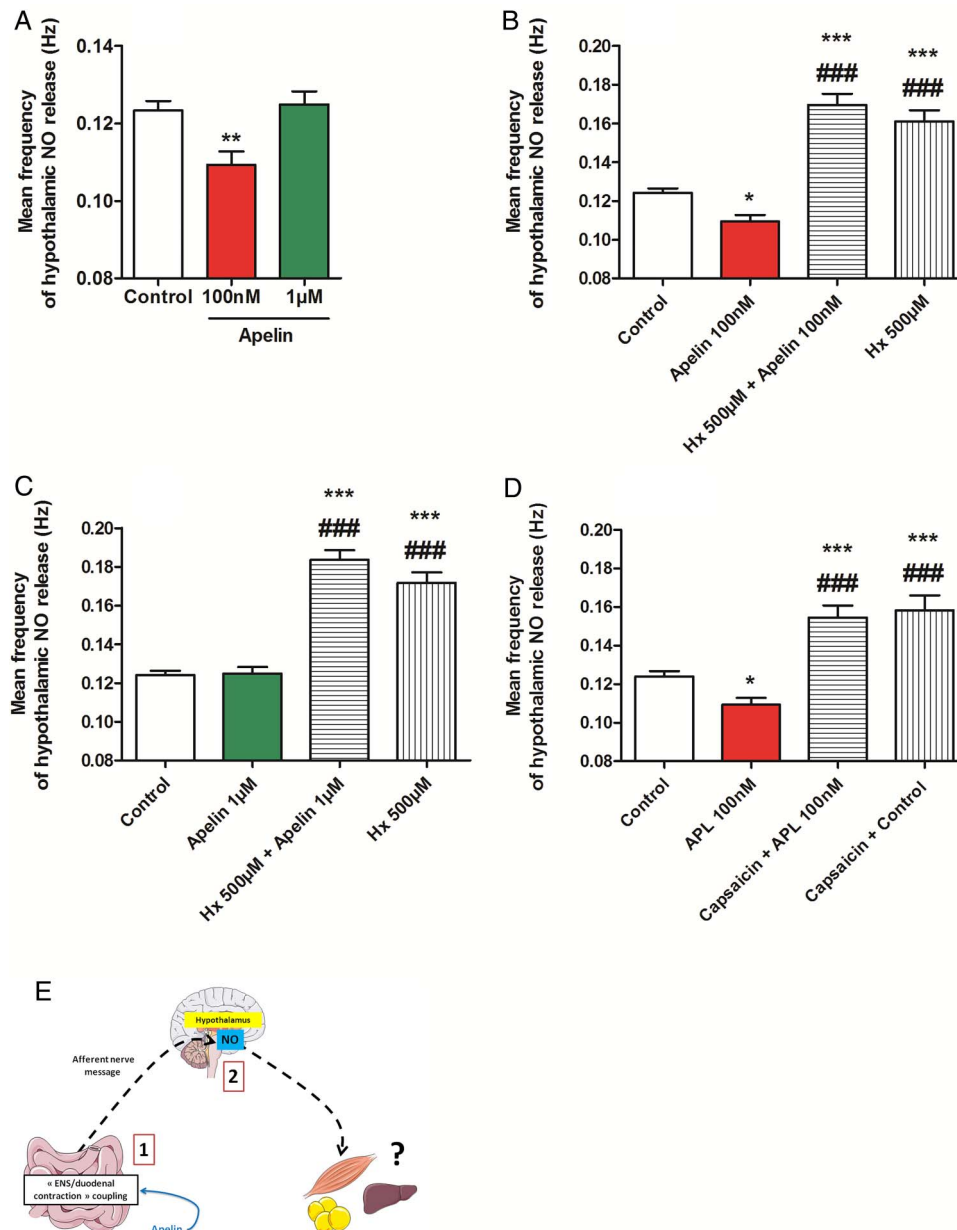 A
Mean frequency
of hypothalamic NO release (Hz)
0.14
0.12
0.10
0.08
**
Control
100nM
1µM
Apelin
B
Mean frequency
of hypothalamic NO release (Hz)
0.20
0.18
0.16
0.14
0.12
0.10
0.08
*
***
###
***
###
Control
Apelin 100nM
Hx 500µM + Apelin 100nM
Hx 500µM
C
Mean frequency
of hypothalamic NO release (Hz)
0.20
0.18
0.16
0.14
0.12
0.10
0.08
***
###
***
###
Control
Apelin 1µM
Hx 500µM + Apelin 1µM
Hx 500µM
D
Mean frequency
of hypothalamic NO release (Hz)
0.20
0.18
0.16
0.14
0.12
0.10
0.08
*
***
###
***
###
Control
APL 100nM
Capsaicin + APL 100nM
Capsaicin + Control
E
Hypothalamus
NO
Afferent nerve
message
2
1
?
« ENS/duodenal
contraction » coupling
Apelin